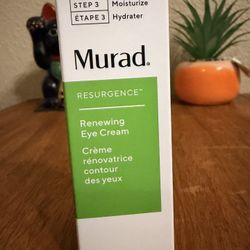 STEP 3
Moisturize
ÉTAPE 3
Hydrater
Murad®
RESURGENCE™
Renewing
Eye Cream
Crème
rénovatrice
contour
des yeux